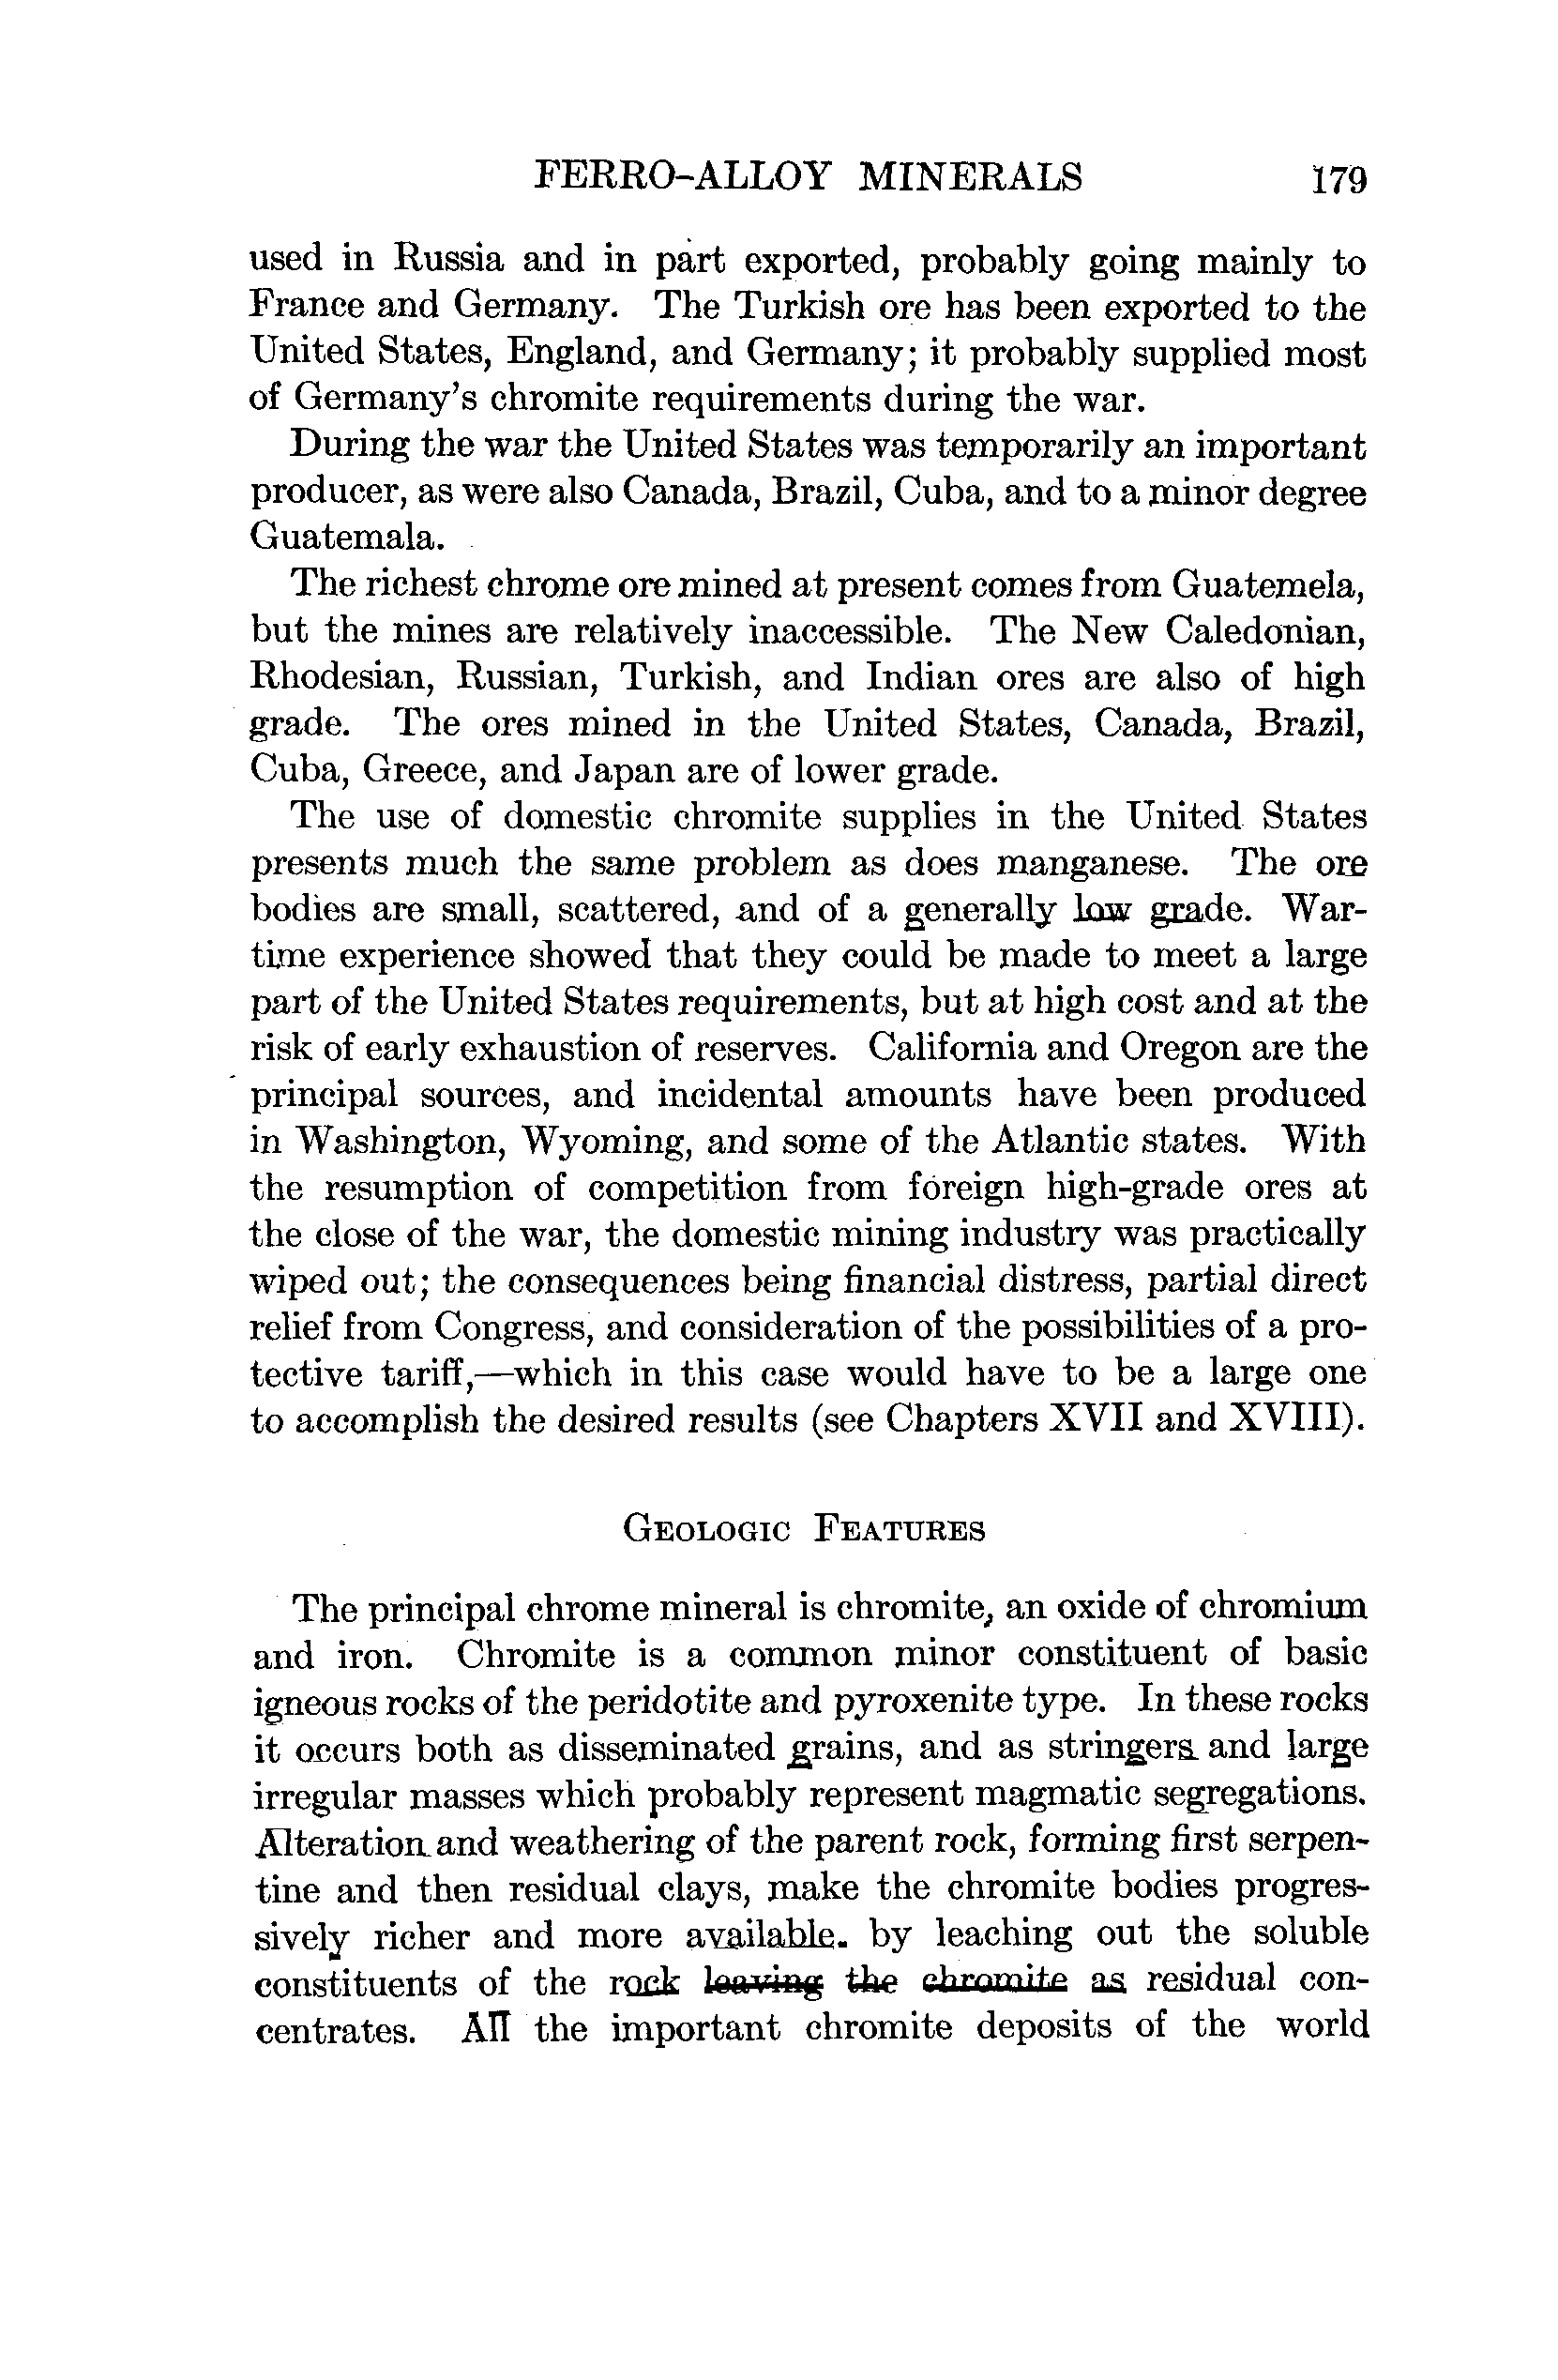 FERRO-ALLOY MINERALS 179
used in Russia and in part exported, probably going mainly to
France and Germany. The Turkish ore has been exported to the
United States, England, and Germany; it probably supplied most
of Germany's chromite requirements during the war.
During the war the United States was temporarily an important
producer, as were also Canada, Brazil, Cuba, and to a minor degree
Guatemala.
The richest chrome ore mined at present comes from Guatemela,
but the mines are relatively inaccessible. The New Caledonian,
Rhodesian, Russian, Turkish, and Indian ores are also of high
grade. The ores mined in the United States, Canada, Brazil,
Cuba, Greece, and Japan are of lower grade.
The use of domestic chromite supplies in the United States
presents much the same problem as does manganese. The ore
bodies are small, scattered, and of a generally low grade. War-
time experience showed that they could be made to meet a large
part of the United States requirements, but at high cost and at the
risk of early exhaustion of reserves. California and Oregon are the
principal sources, and incidental amounts have been produced
in Washington, Wyoming, and some of the Atlantic states. With
the resumption of competition from foreign high-grade ores at
the close of the war, the domestic mining industry was practically
wiped out; the consequences being financial distress, partial direct
relief from Congress, and consideration of the possibilities of a pro-
tective tariff,—which in this case would have to be a large one
to accomplish the desired results (see Chapters XVII and XVIII).
GEOLOGIC FEATURES
The principal chrome mineral is chromite, an oxide of chromium
and iron. Chromite is a common minor constituent of basic
igneous rocks of the peridotite and pyroxenite type. In these rocks
it occurs both as disseminated grains, and as stringers and large
irregular masses which probably represent magmatic segregations.
Alteration and weathering of the parent rock, forming first serpen-
tine and then residual clays, make the chromite bodies progres-
sively richer and more available. by leaching out the soluble
constituents of the rock leaving the chromite as residual con-
centrates. All the important chromite deposits of the world